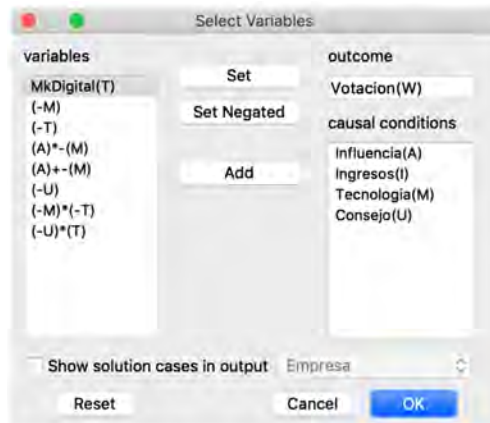 Select Variables
variables
MkDigital(T)
(-M)
(-T)
(A)*-(M)
(A)+-(M)
(-U)
(-M)*(-T)
(-U)*(T)
Set
Set Negated
Add
outcome
Votacion(W)
causal conditions
Influencia(A)
Ingresos(I)
Tecnologia(M)
Consejo(U)
Show solution cases in output
Empresa
Reset
Cancel
OK